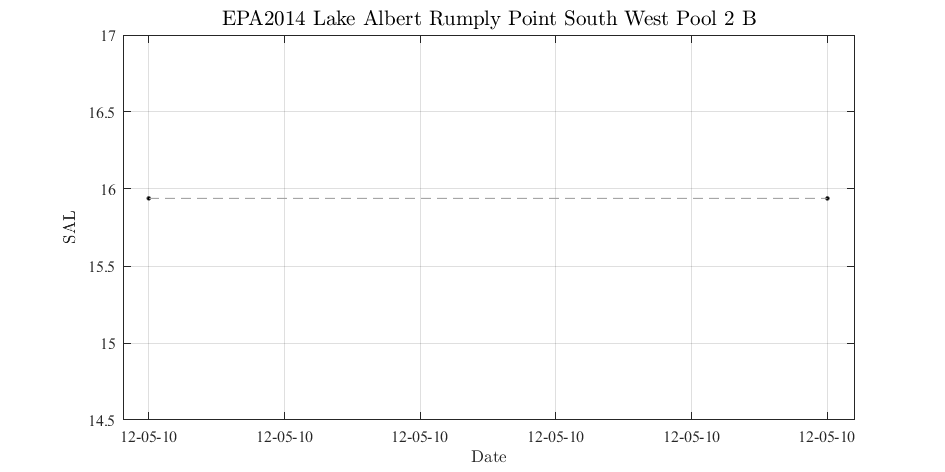 EPA2014 Lake Albert Rumply Point South West Pool 2 B
17
16.5
16
15.5
15
14.5
SAL
12-05-10 12-05-10 12-05-10 12-05-10 12-05-10 12-05-10
Date